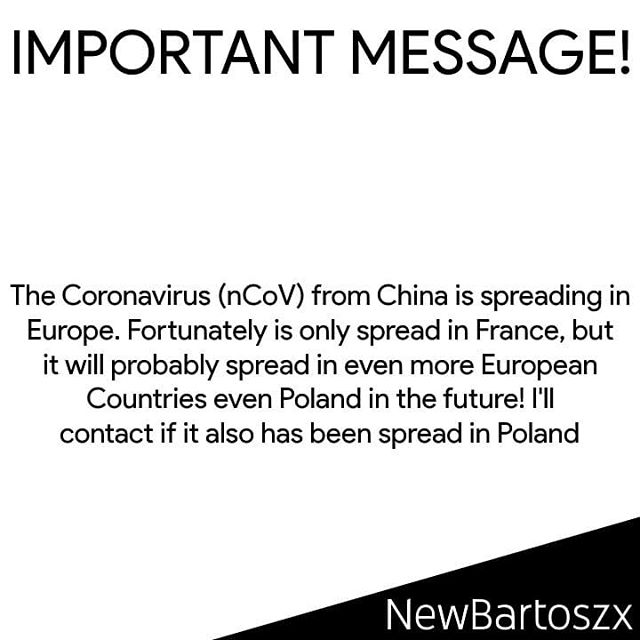 IMPORTANT MESSAGE!
The Coronavirus (nCoV) from China is spreading in
Europe. Fortunately is only spread in France, but
it will probably spread in even more European
Countries even Poland in the future! I'll
contact if it also has been spread in Poland
NewBartoszx